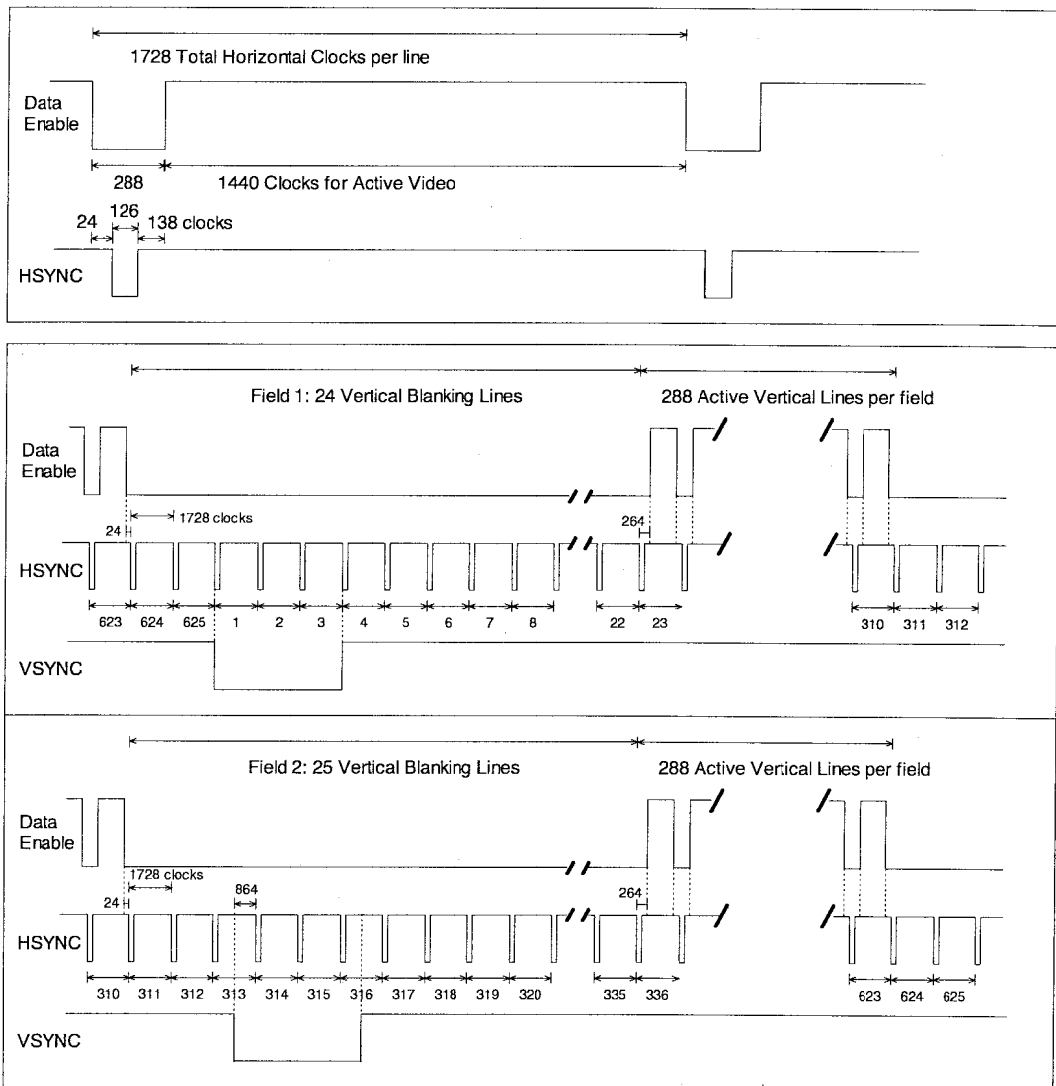 1728 Total Horizontal Clocks per line
Data
Enable
288
1440 Clocks for Active Video
126
24
138 clocks
HSYNC
Field 1: 24 Vertical Blanking Lines
288 Active Vertical Lines per field
Data
Enable
1728 clocks
24
264
HSYNC
623 624 625 1 2 3 4 5 6 7 8 22 23 310 311 312
VSYNC
Field 2: 25 Vertical Blanking Lines
288 Active Vertical Lines per field
Data
Enable
1728 clocks
24
864
264
HSYNC
310 311 312 313 314 315 316 317 318 319 320 335 336 623 624 625
VSYNC